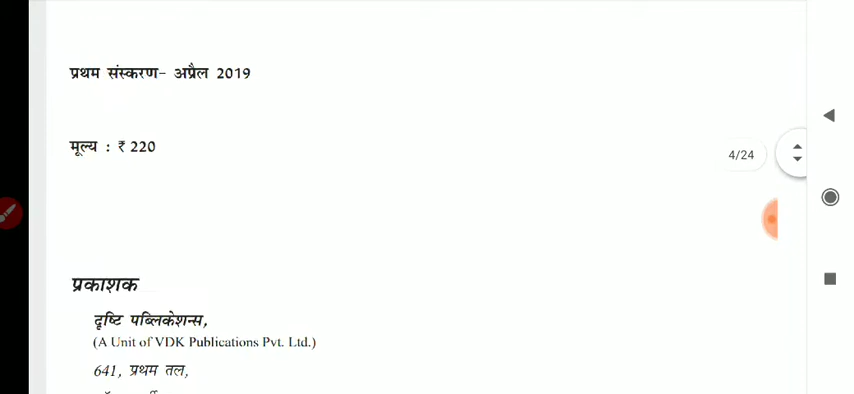 प्रथम संस्करण- अप्रैल 2019
मूल्य : ₹ 220
4/24
प्रकाशक
दृष्टि पब्लिकेशन्स,
(A Unit of VDK Publications Pvt. Ltd.)
641, प्रथम तल,